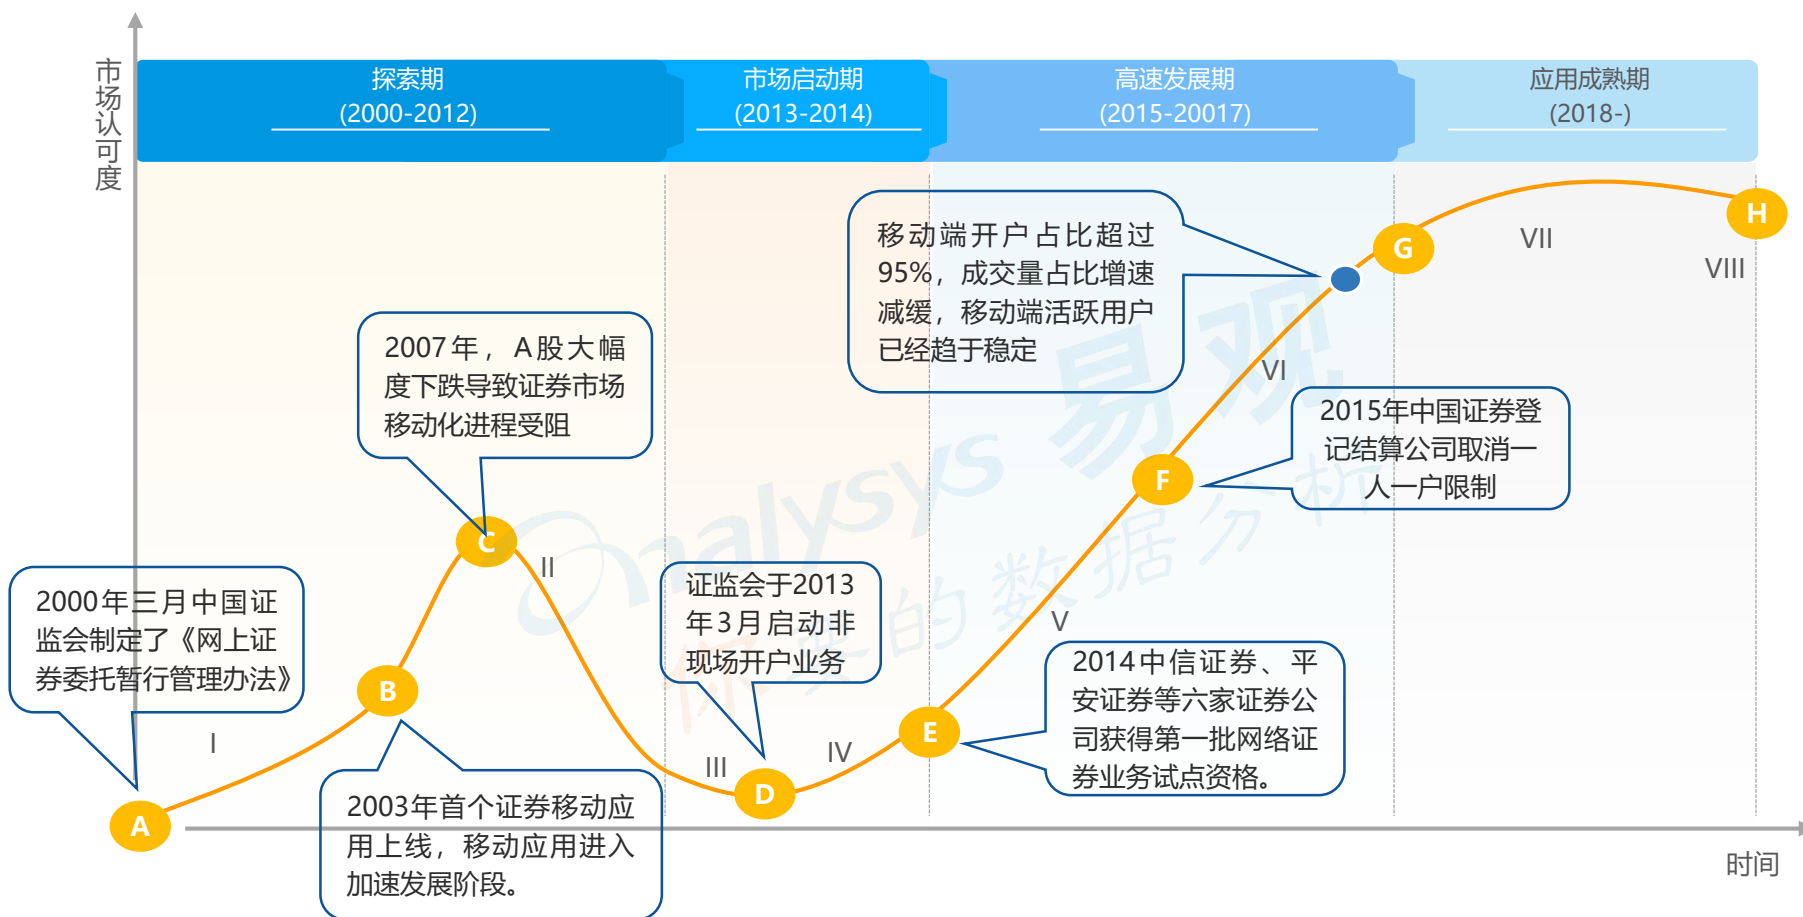 市场认可度
探索期
(2000-2012)
市场启动期
(2013-2014)
高速发展期
(2015-20017)
应用成熟期
(2018-)
移动端开户占比超过
95%，成交量占比增速
减缓，移动端活跃用户
已经趋于稳定
G
H
VII
VIII
2007年，A股大幅
度下跌导致证券市场
移动化进程受阻
VI
2015年中国证券登
记结算公司取消一
人一户限制
F
C
II
2000年三月中国证
监会制定了《网上证
券委托暂行管理办法》
证监会于2013
年3月启动非
现场开户业务
V
2014中信证券、平
安证券等六家证券公
司获得第一批网络证
券业务试点资格。
B
I
E
III
IV
D
A
2003年首个证券移动应
用上线，移动应用进入
加速发展阶段。
时间
analysys 易观
你要的数据分析